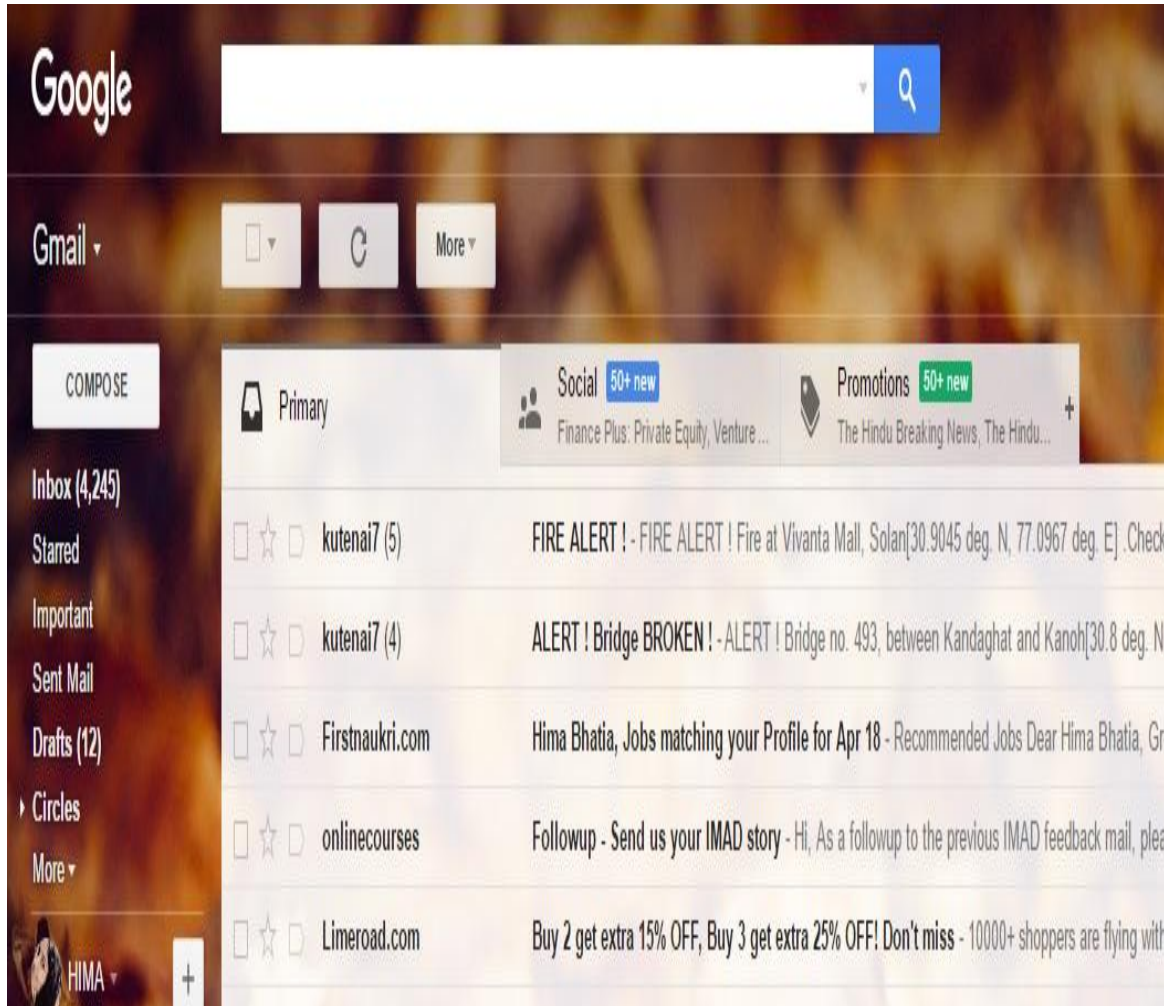 Google
Gmail
More
COMPOSE
Primary
Social 50+ new
Finance Plus: Private Equity, Venture ...
Promotions 50+ new
The Hindu Breaking News, The Hindu...
+
Inbox (4,245)
Starred
Important
Sent Mail
Drafts (12)
Circles
More
HIMA
+
kutenai7 (5) FIRE ALERT ! - FIRE ALERT ! Fire at Vivanta Mall, Solan[30.9045 deg. N, 77.0967 deg. E] .Check
kutenai7 (4) ALERT ! Bridge BROKEN ! - ALERT ! Bridge no. 493, between Kandaghat and Kanoh[30.8 deg. N
Firstnaukri.com Hima Bhatia, Jobs matching your Profile for Apr 18 - Recommended Jobs Dear Hima Bhatia, Gr
onlinecourses Followup - Send us your IMAD story - Hi, As a followup to the previous IMAD feedback mail, plea
Limeroad.com Buy 2 get extra 15% OFF, Buy 3 get extra 25% OFF! Don't miss - 10000+ shoppers are flying with